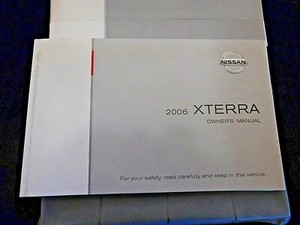 NISSAN
2006 XTERRA
OWNER'S MANUAL
For your safety, read carefully and keep in this vehicle.